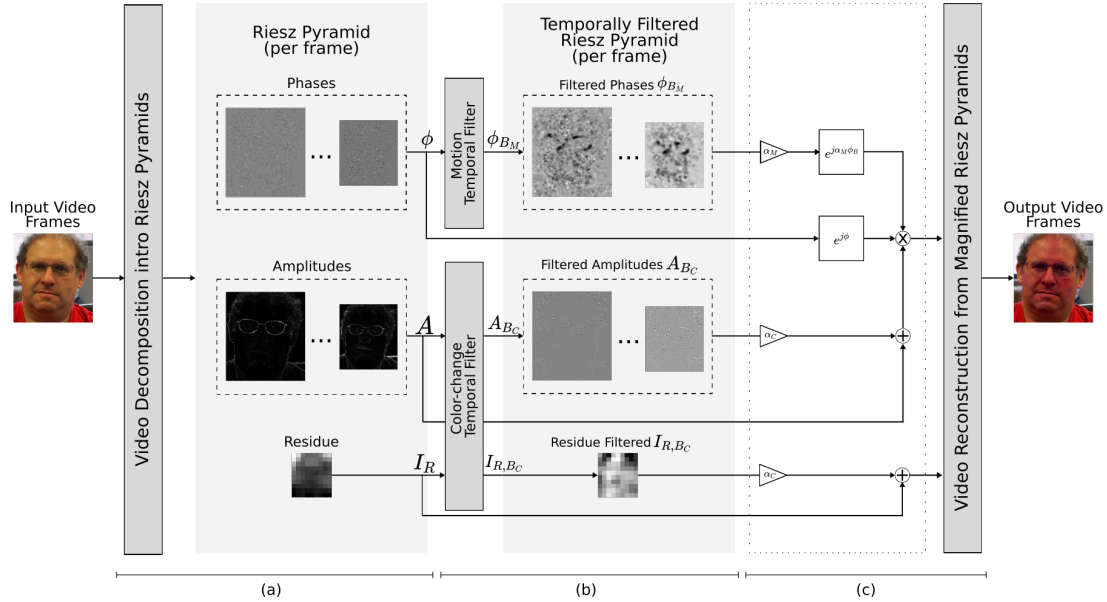 Input Video
Frames
Video Decomposition intro Riesz Pyramids
Riesz Pyramid
(per frame)
Phases
...
ϕ
Amplitudes
...
A
Residue
I_R
Motion
Temporal Filter
Color-change
Temporal Filter
ϕ_{B_M}
A_{B_C}
I_{R,B_C}
Temporally Filtered
Riesz Pyramid
(per frame)
Filtered Phases ϕ_{B_M}
...
Filtered Amplitudes A_{B_C}
...
Residue Filtered I_{R,B_C}
α_M
e^{jα_Mϕ_B}
e^{jϕ}
×
α_C
+
α_C
+
Video Reconstruction from Magnified Riesz Pyramids
Output Video
Frames
(a)
(b)
(c)